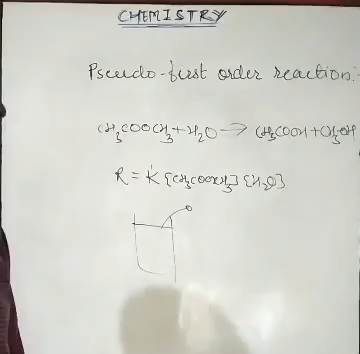 CHEMISTRY
Pseudo-first order reaction:-
CH₃COOCH₃+H₂O → CH₃COOH+CH₃OH
R = K' [CH₃COOCH₃] [H₂O]